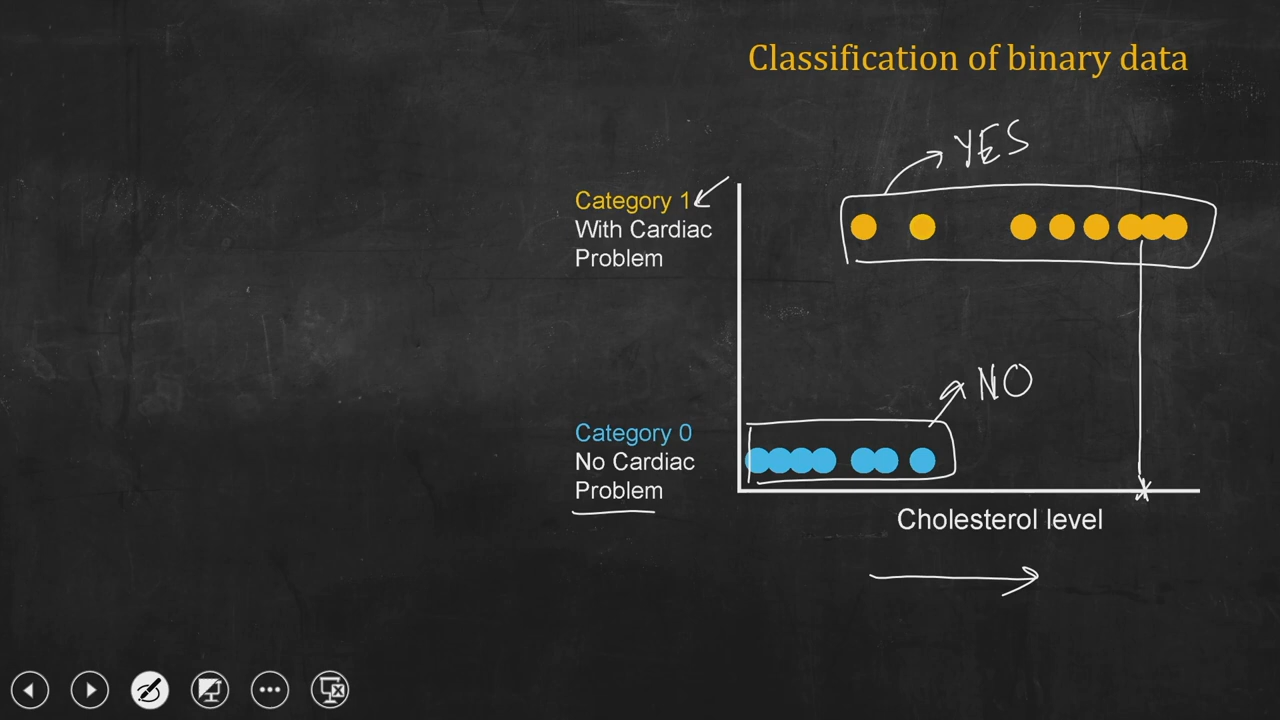 Classification of binary data
YES
Category 1
With Cardiac
Problem
NO
Category 0
No Cardiac
Problem
Cholesterol level